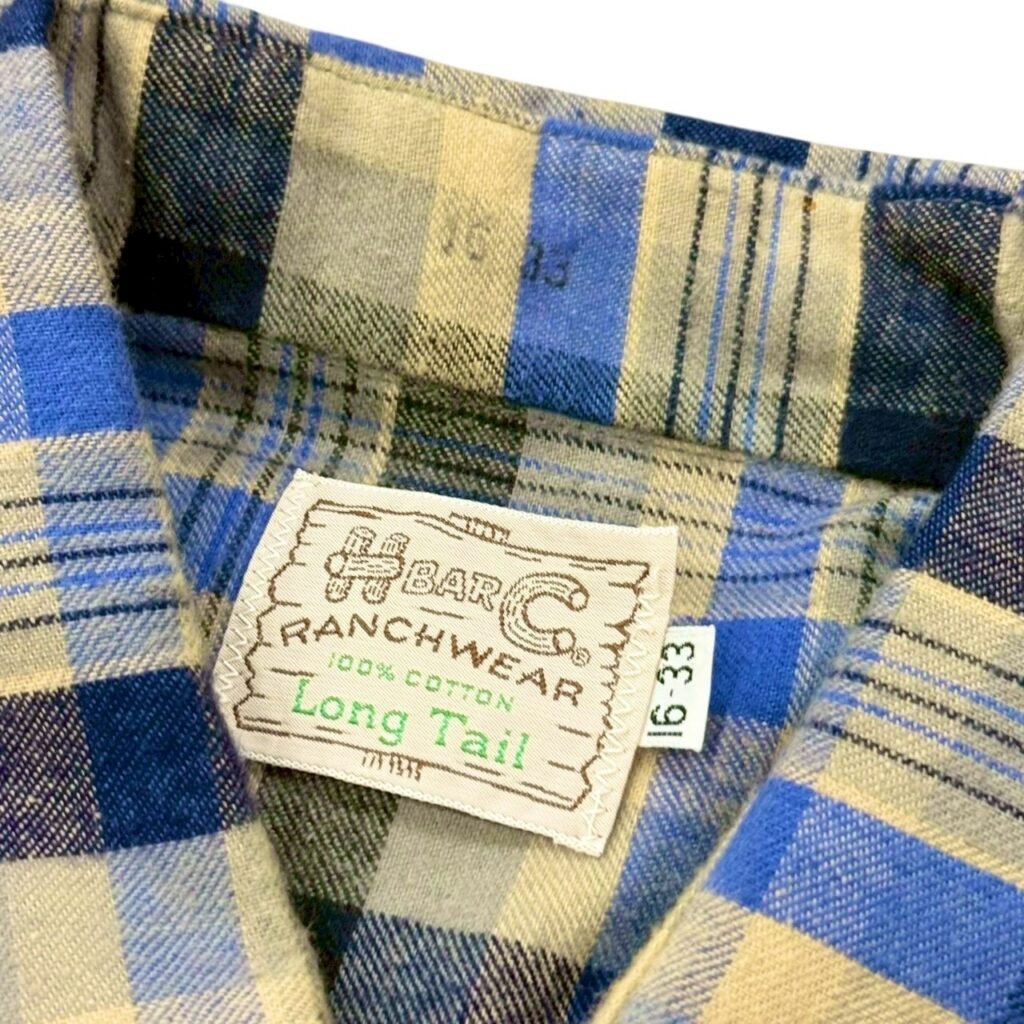 16 33
H BAR C®
RANCHWEAR
100% COTTON
Long Tail
16-33